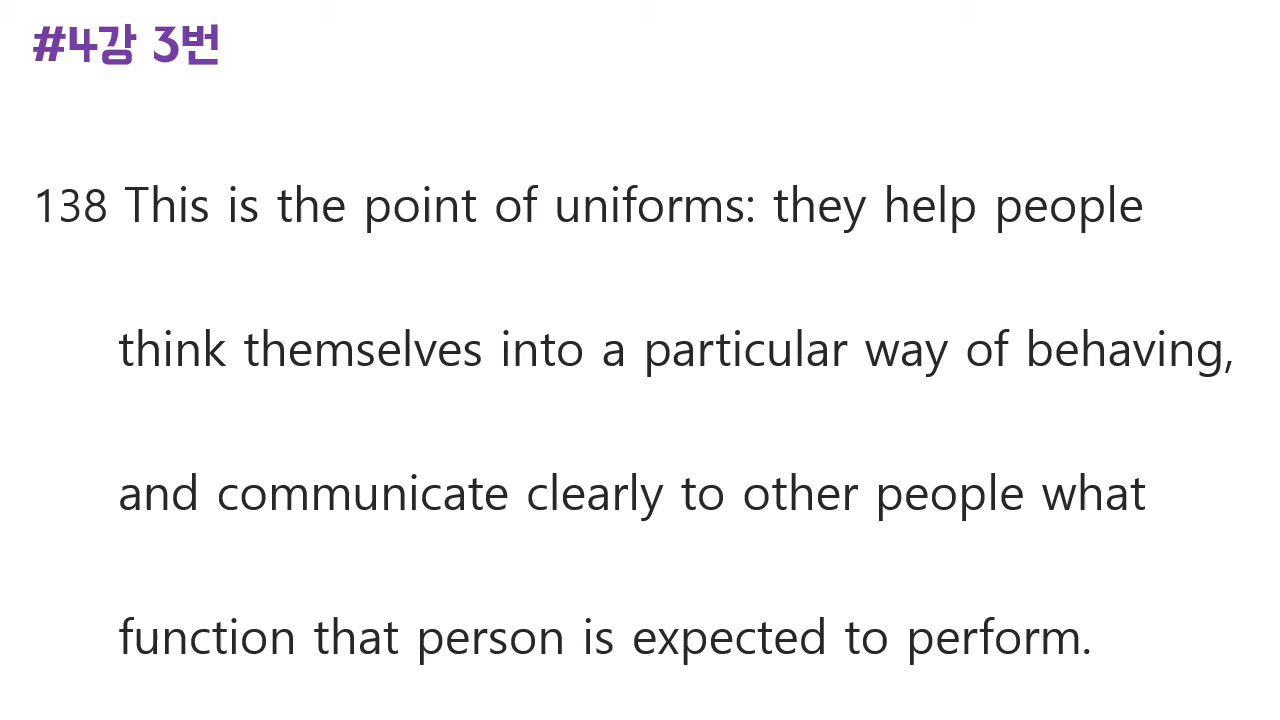 #4강 3번
138 This is the point of uniforms: they help people
think themselves into a particular way of behaving,
and communicate clearly to other people what
function that person is expected to perform.